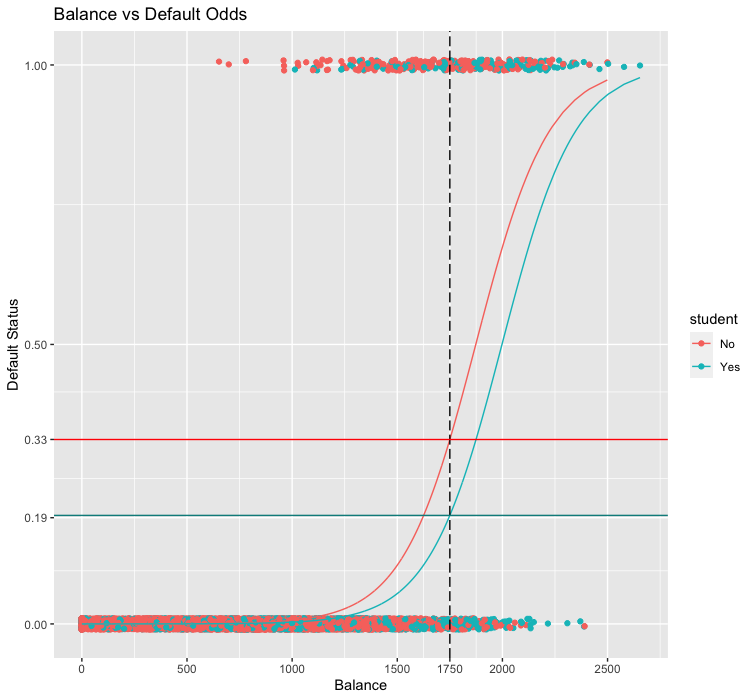 Balance vs Default Odds
Default Status
1.00
0.50
0.33
0.19
0.00
0
500
1000
1500
1750
2000
2500
Balance
student
No
Yes